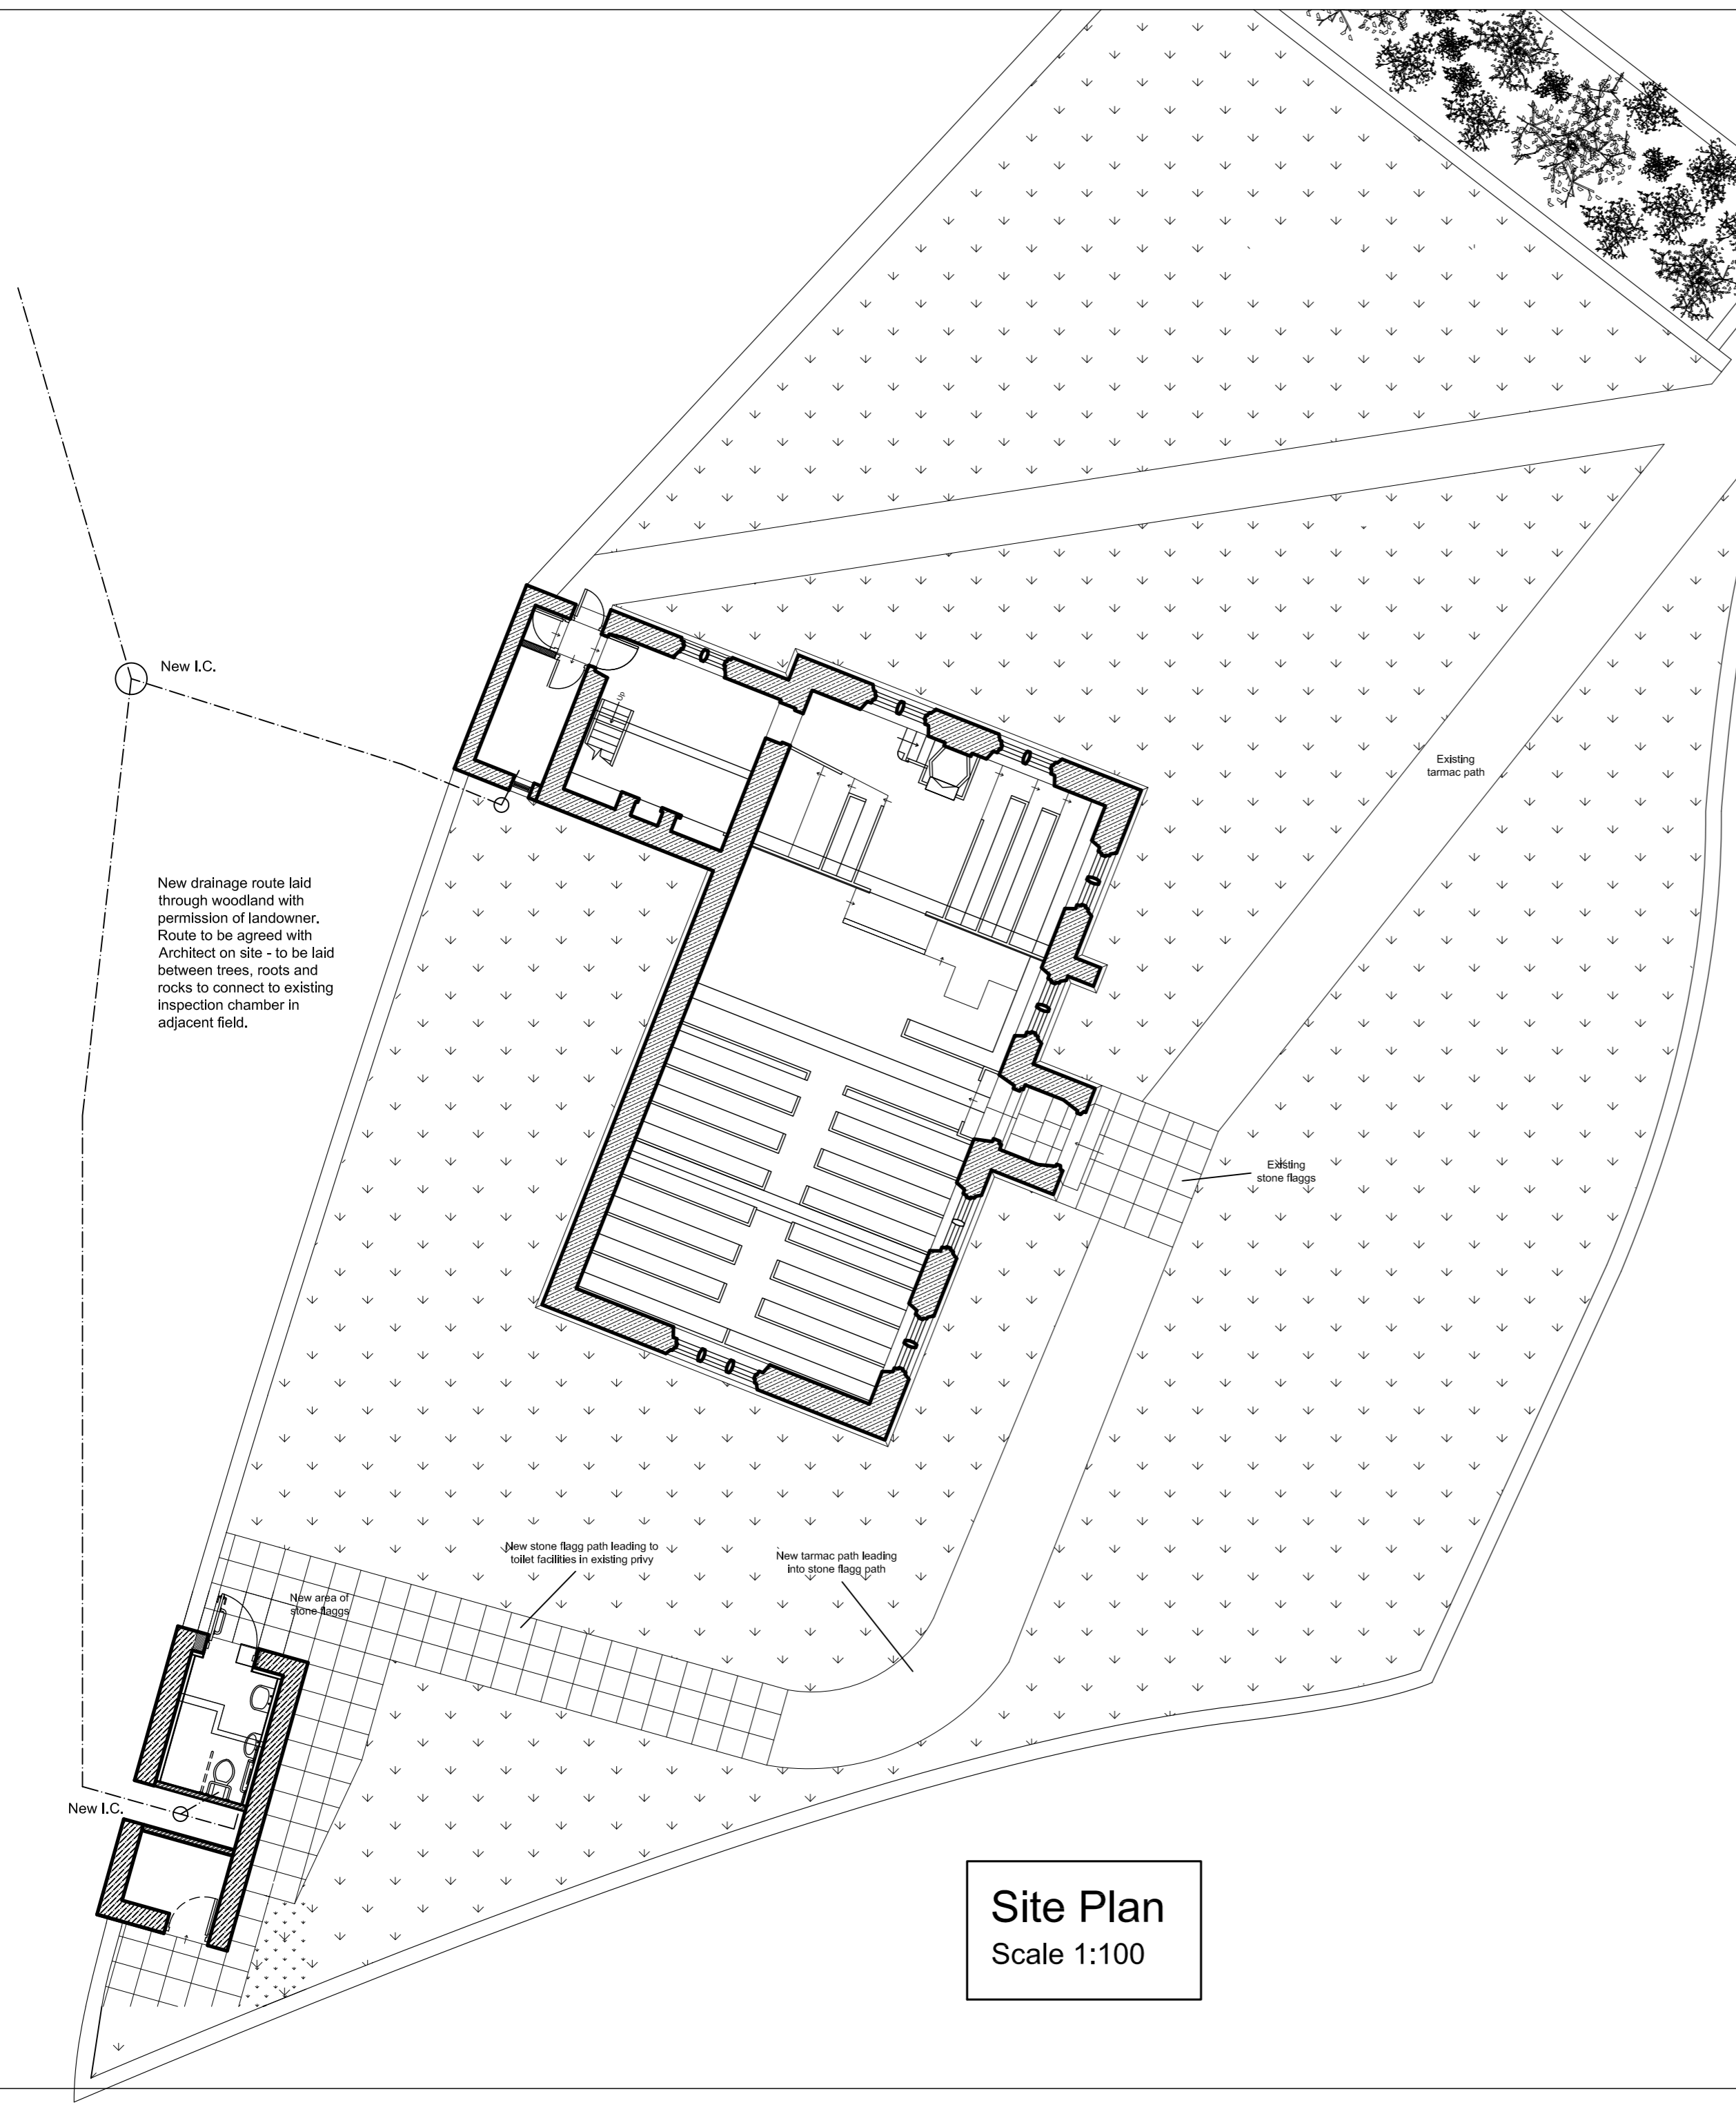 New I.C.
Up
Existing
tarmac path
New drainage route laid
through woodland with
permission of landowner.
Route to be agreed with
Architect on site - to be laid
between trees, roots and
rocks to connect to existing
inspection chamber in
adjacent field.
Existing
stone flaggs
New stone flagg path leading to
toilet facilities in existing privy
New tarmac path leading
into stone flagg path
New area of
stone flaggs
New I.C.
Site Plan
Scale 1:100